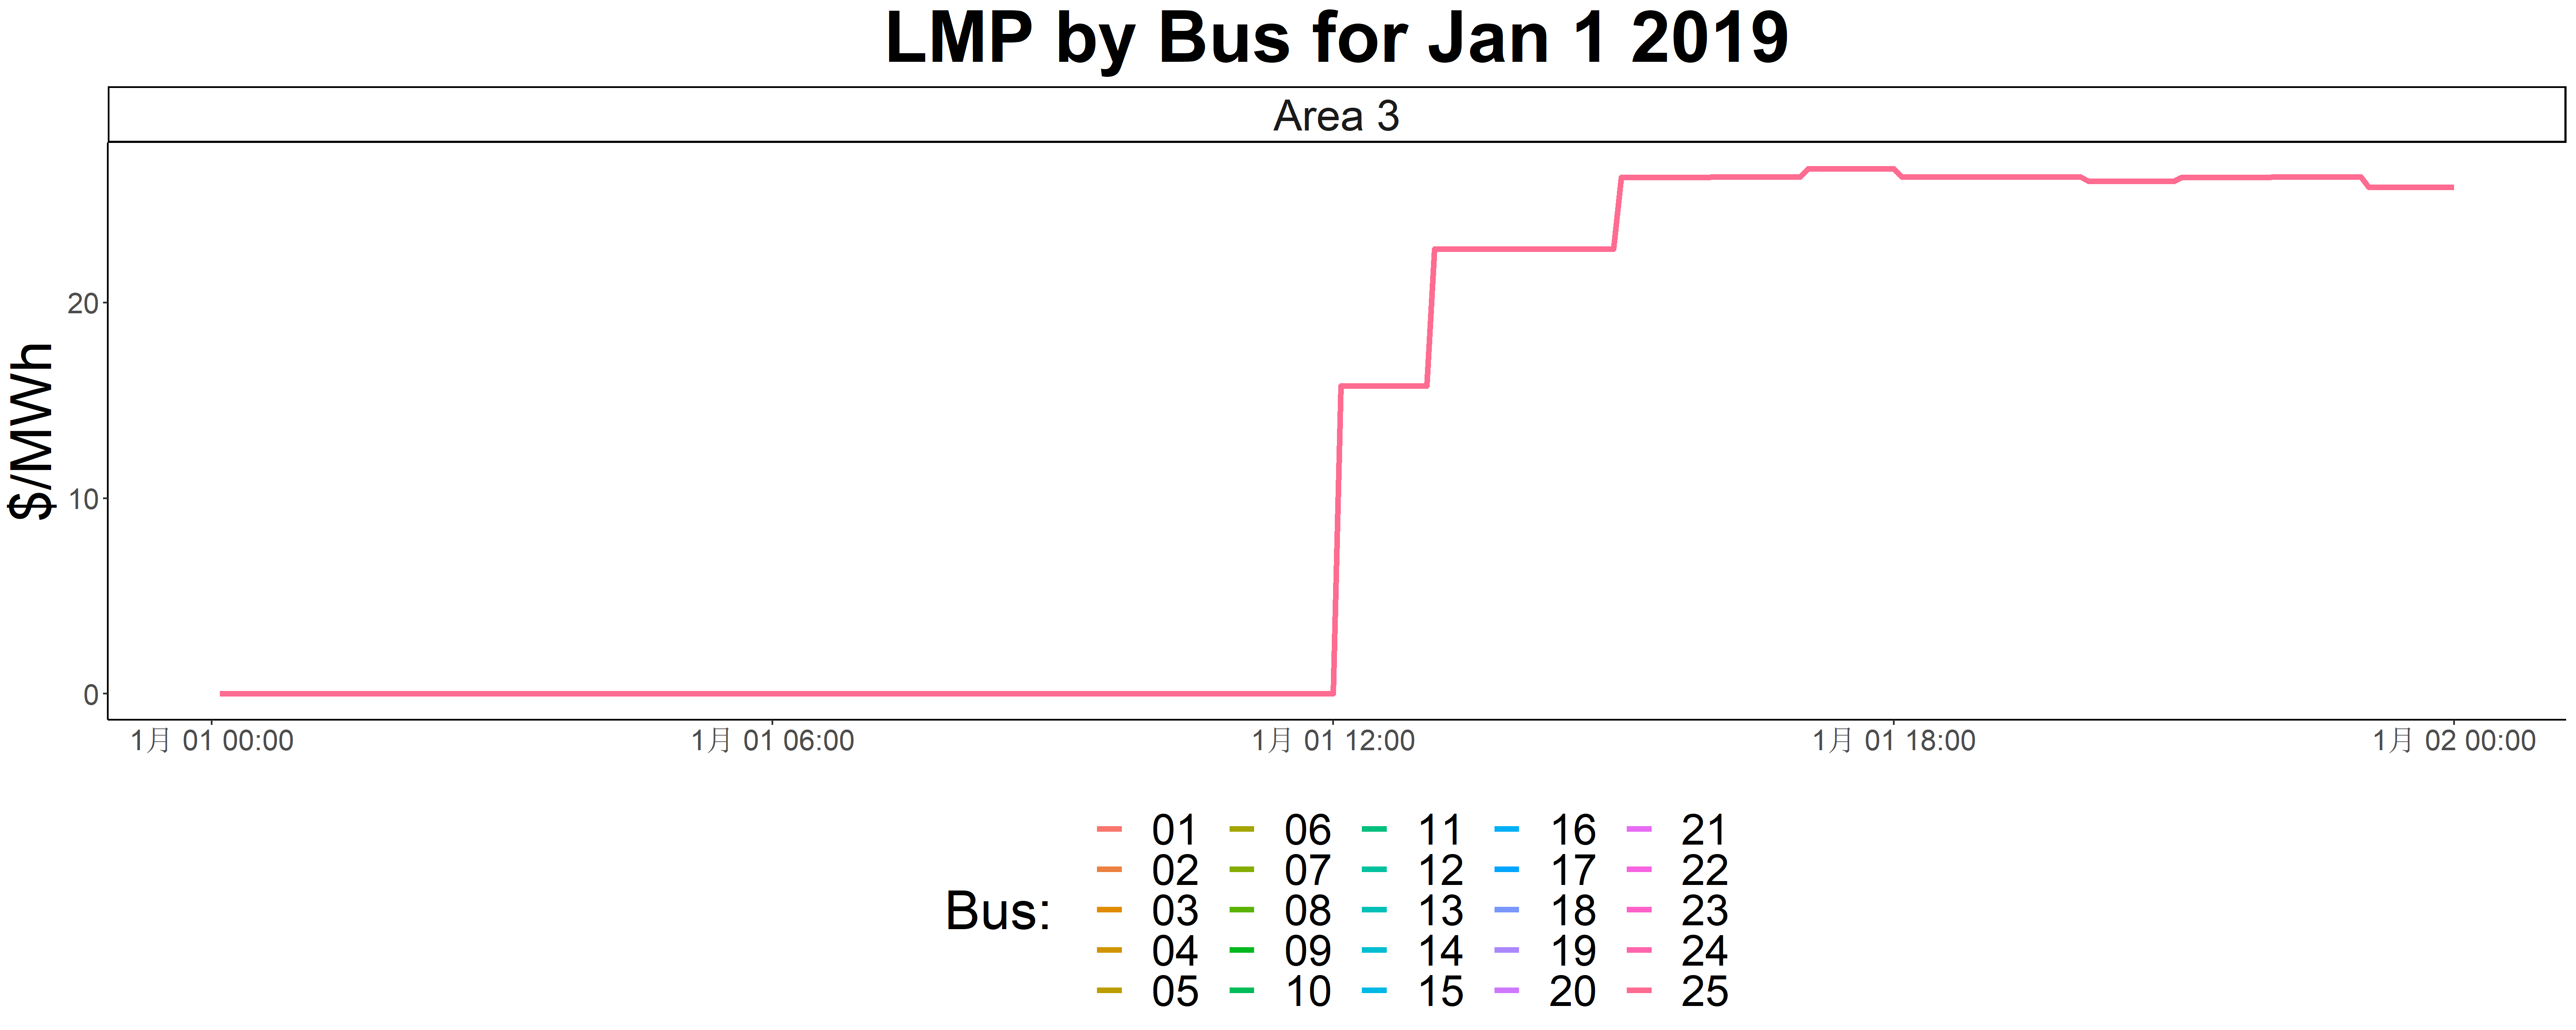 LMP by Bus for Jan 1 2019
Area 3
$/MWh
20
10
0
1月 01 00:00 1月 01 06:00 1月 01 12:00 1月 01 18:00 1月 02 00:00
Bus:
01 06 11 16 21
02 07 12 17 22
03 08 13 18 23
04 09 14 19 24
05 10 15 20 25